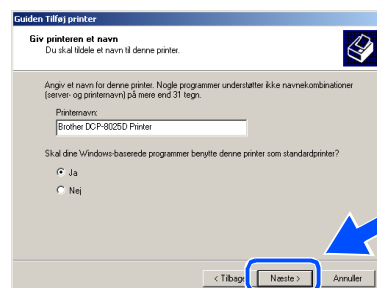 Guiden Tilføj printer
Giv printeren et navn
Du skal tildele et navn til denne printer.
Angiv et navn for denne printer. Nogle programmer understøtter ikke navnekombinationer
(server- og printernavn) på mere end 31 tegn.
Printernavn:
Brother DCP-8025D Printer
Skal dine Windows-baserede programmer benytte denne printer som standardprinter?
Ja
Nej
< Tilbage
Næste >
Annuller